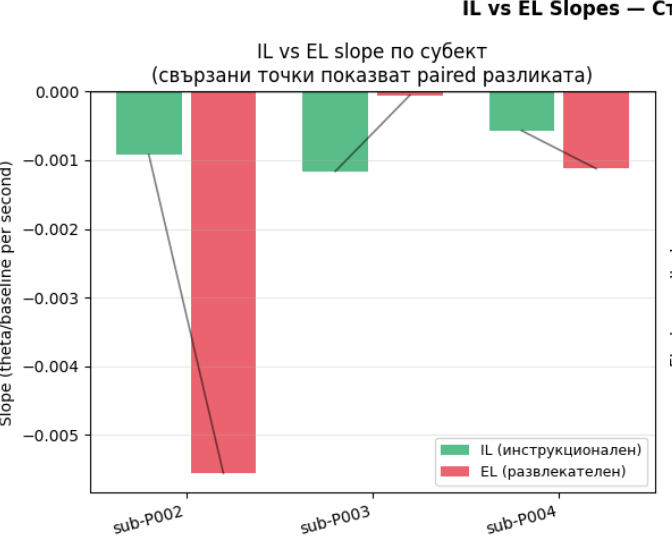 IL vs EL Slopes — Ст
IL vs EL slope по субект
(свързани точки показват paired разликата)
Slope (theta/baseline per second)
0.000
−0.001
−0.002
−0.003
−0.004
−0.005
IL (инструкционален)
EL (развлекателен)
sub-P002
sub-P003
sub-P004